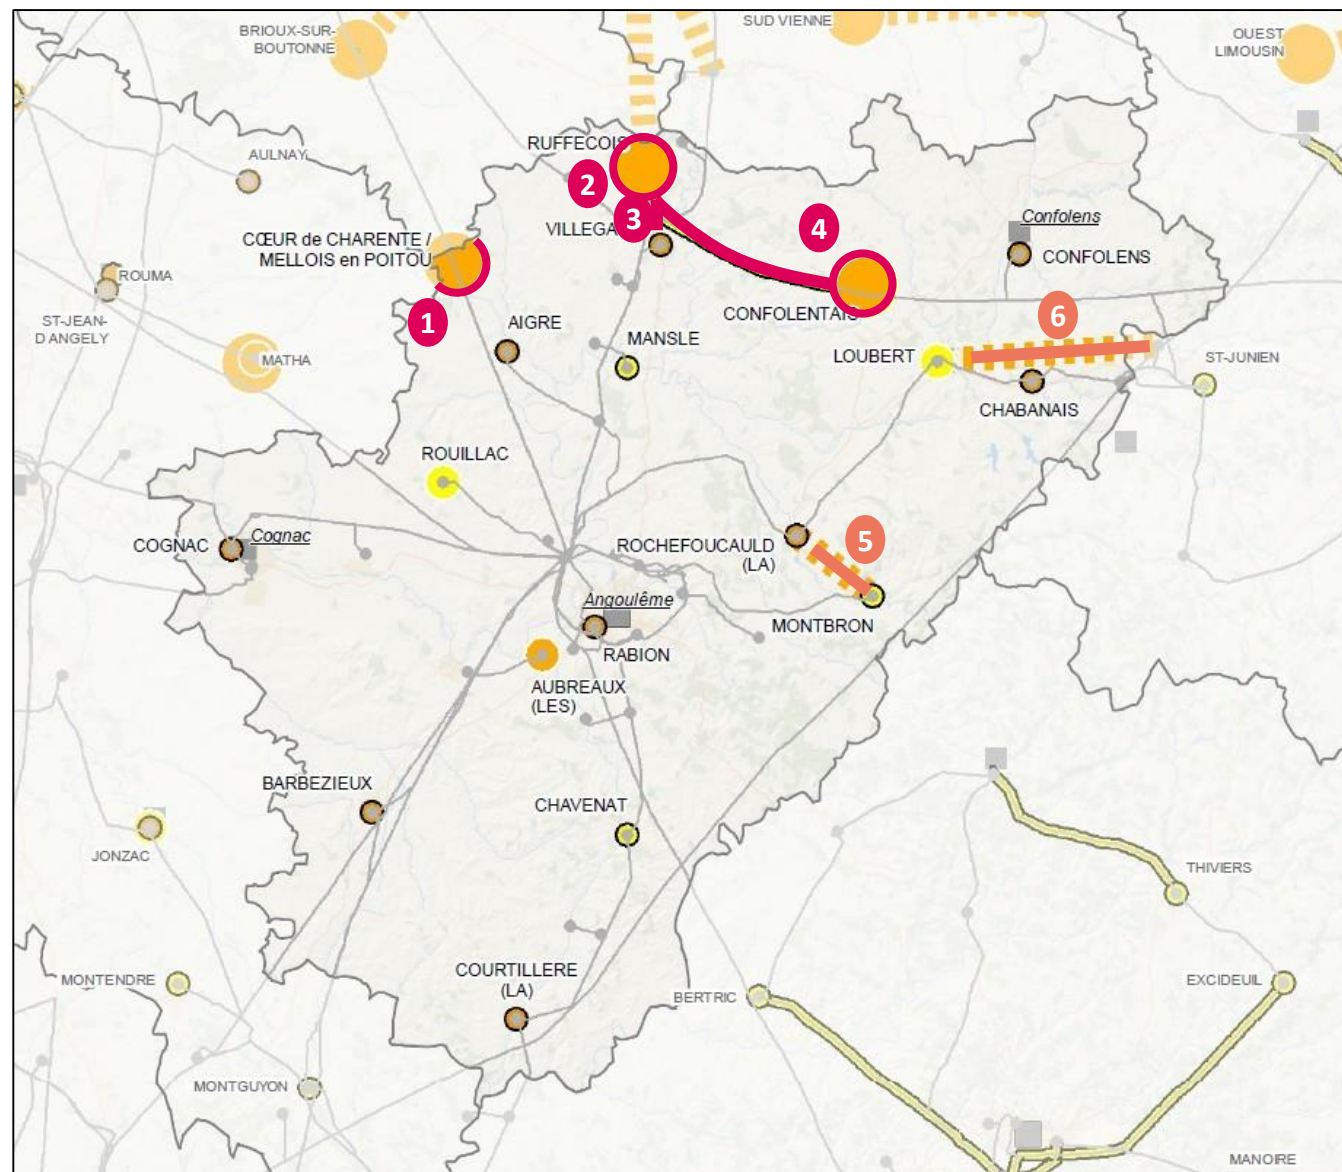 SUD VIENNE
BRIOUX-SUR-
BOUTONNE
OUEST
LIMOUSIN
RUFFECOIS
AULNAY
2
3
4
VILLEGA
Confolens
CŒUR de CHARENTE /
MELLOIS en POITOU
CONFOLENS
ROUMA
1
CONFOLENTAIS
6
ST-JEAN-
D ANGELY
AIGRE
MANSLE
LOUBERT
ST-JUNIEN
MATHA
CHABANAIS
ROUILLAC
COGNAC
Cognac
ROCHEFOUCAULD
(LA)
5
Angoulême
MONTBRON
RABION
AUBREAUX
(LES)
BARBEZIEUX
CHAVENAT
JONZAC
THIVIERS
COURTILLERE
(LA)
MONTENDRE
BERTRIC
EXCIDEUIL
MONTGUYON
MANOIRE